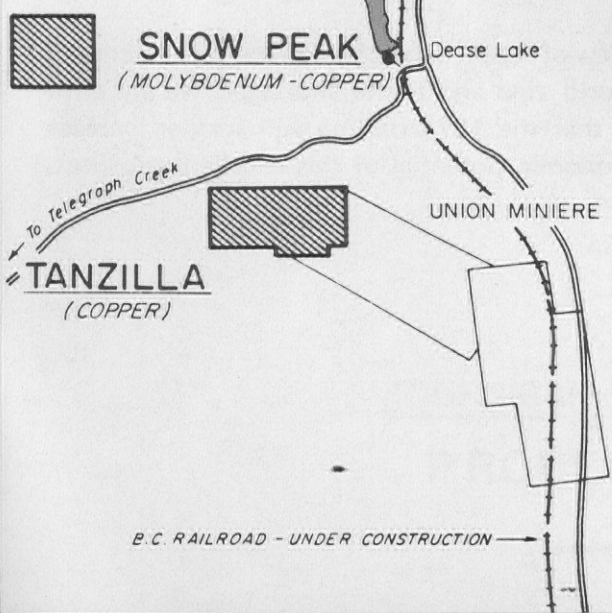 SNOW PEAK
(MOLYBDENUM-COPPER)
Dease Lake
To Telegraph Creek
UNION MINIERE
TANZILLA
(COPPER)
B.C. RAILROAD - UNDER CONSTRUCTION